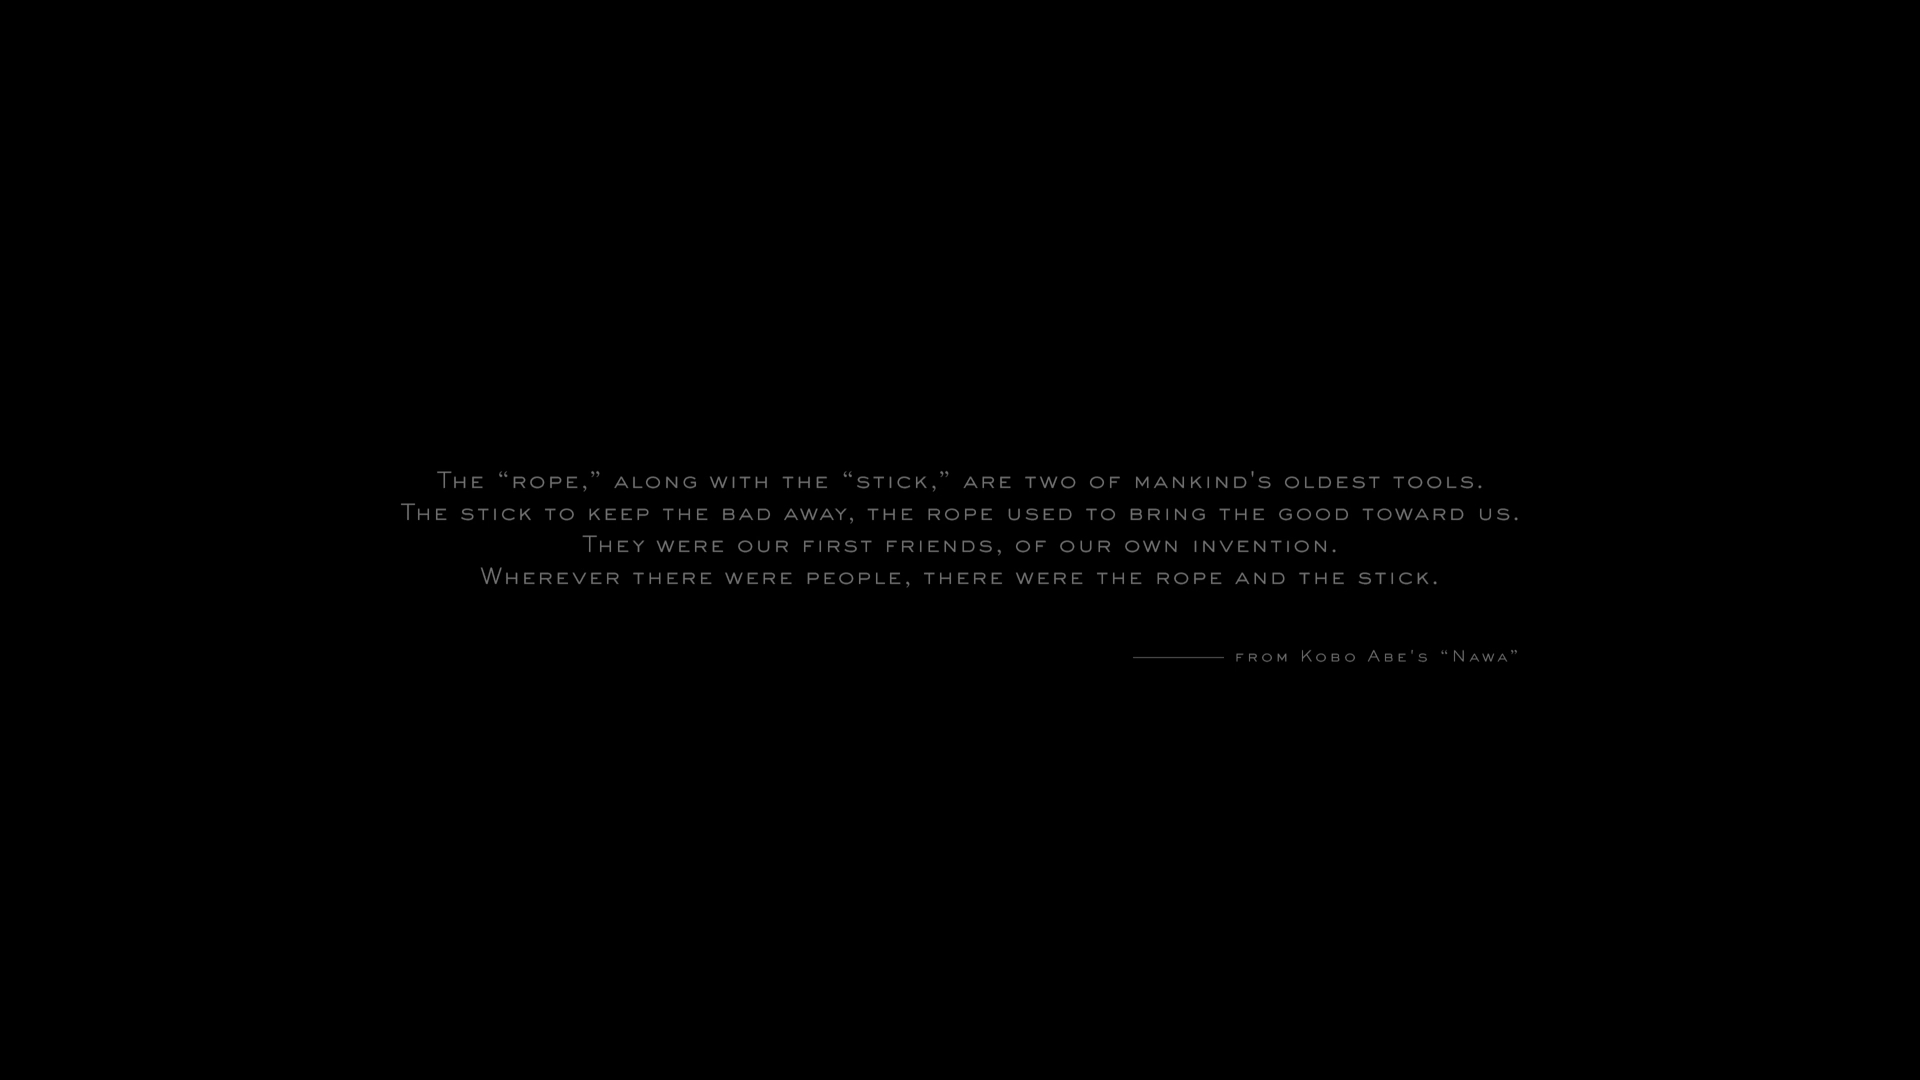 The “rope,” along with the “stick,” are two of mankind's oldest tools.
The stick to keep the bad away, the rope used to bring the good toward us.
They were our first friends, of our own invention.
Wherever there were people, there were the rope and the stick.
from Kobo Abe's “Nawa”